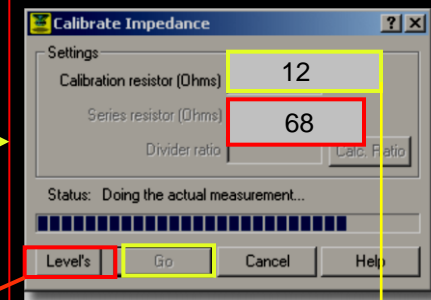 Calibrate Impedance
Settings
Calibration resistor (Ohms) 12
Series resistor (Ohms) 68
Divider ratio Calc. Ratio
Status: Doing the actual measurement...
Level's Go Cancel Help